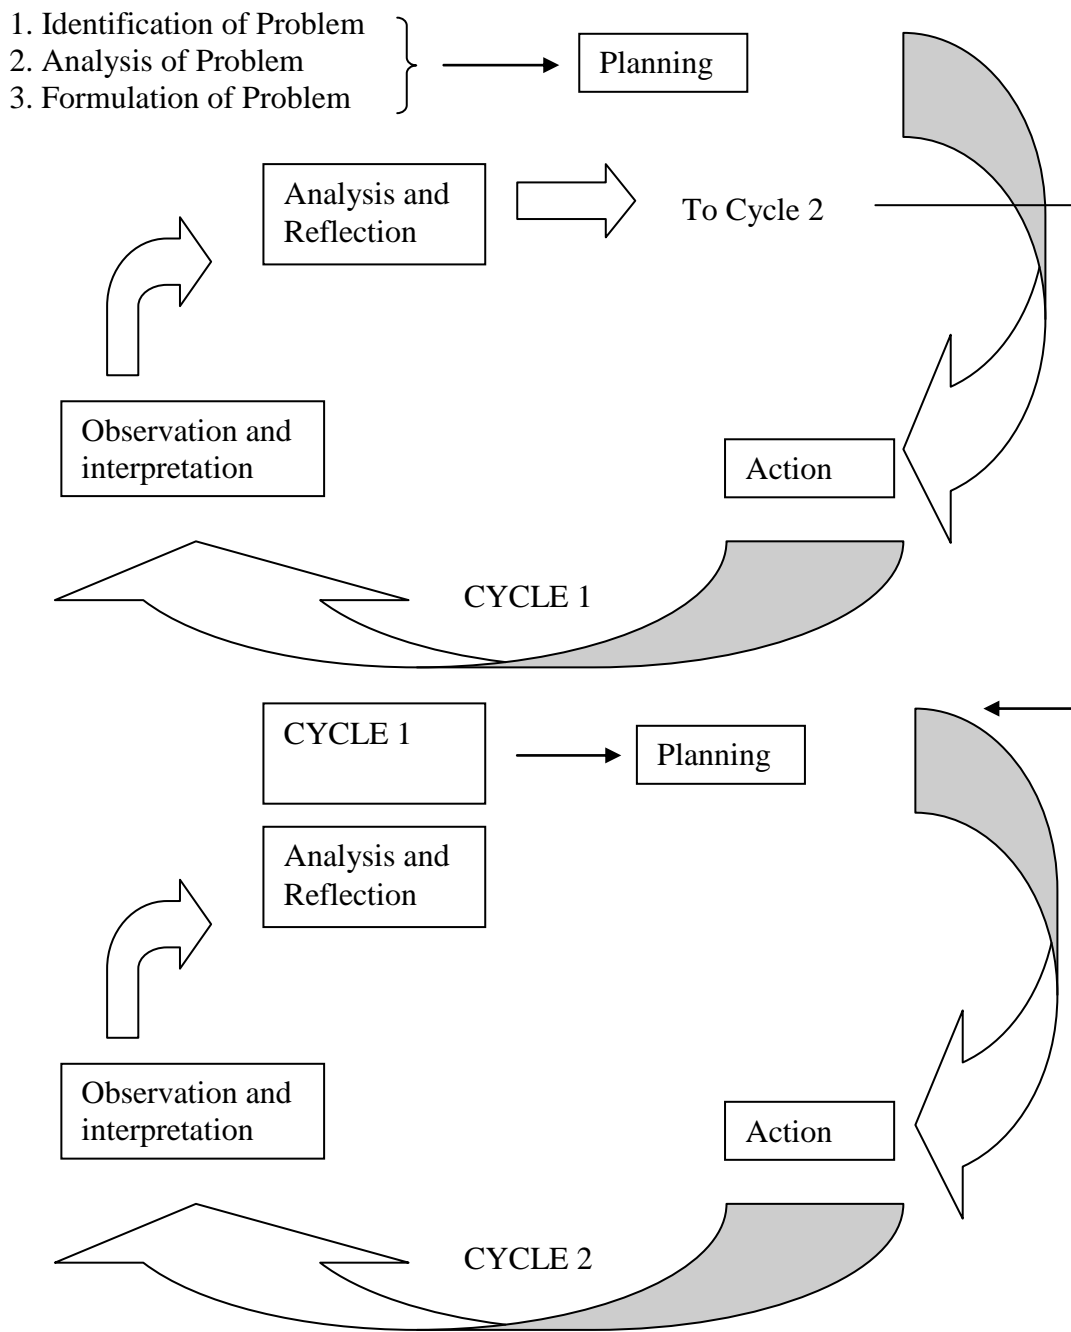 1. Identification of Problem
2. Analysis of Problem
3. Formulation of Problem
Planning
Analysis and
Reflection
To Cycle 2
Observation and
interpretation
Action
CYCLE 1
CYCLE 1
Planning
Analysis and
Reflection
Observation and
interpretation
Action
CYCLE 2